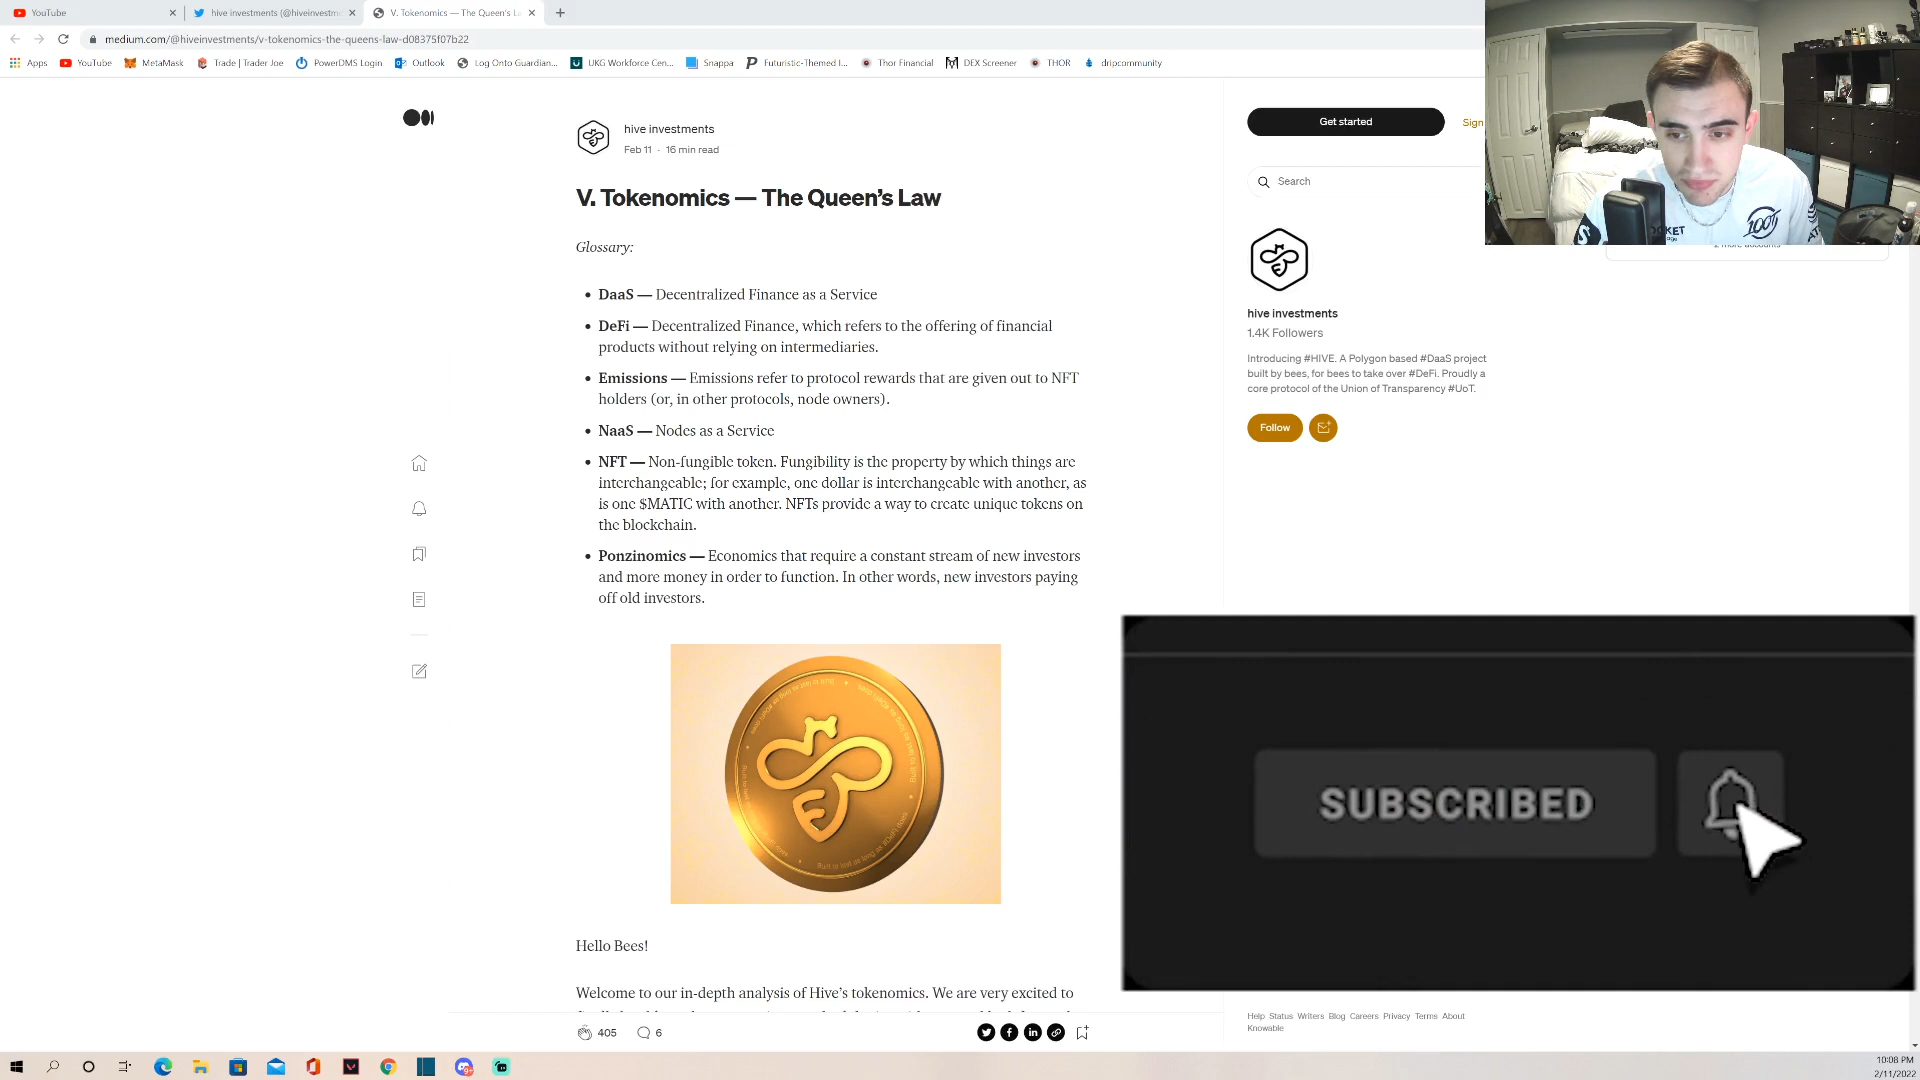 YouTube
hive investments (@hiveinvestm
V. Tokenomics — The Queen's L
medium.com/@hiveinvestments/v-tokenomics-the-queens-law-d08375f07b22
Apps
YouTube
MetaMask
Trade | Trader Joe
PowerDMS Login
Outlook
Log Onto Guardian...
UKG Workforce Cen...
Snappa
Futuristic-Themed I...
Thor Financial
DEX Screener
THOR
dripcommunity
hive investments
Feb 11 · 16 min read
V. Tokenomics — The Queen's Law
Glossary:
• DaaS — Decentralized Finance as a Service
• DeFi — Decentralized Finance, which refers to the offering of financial
products without relying on intermediaries.
• Emissions — Emissions refer to protocol rewards that are given out to NFT
holders (or, in other protocols, node owners).
• NaaS — Nodes as a Service
• NFT — Non-fungible token. Fungibility is the property by which things are
interchangeable; for example, one dollar is interchangeable with another, as
is one $MATIC with another. NFTs provide a way to create unique tokens on
the blockchain.
• Ponzinomics — Economics that require a constant stream of new investors
and more money in order to function. In other words, new investors paying
off old investors.
Built to last as long as #DeFi does
Hello Bees!
Welcome to our in-depth analysis of Hive's tokenomics. We are very excited to
405
6
Get started
Sign
Search
hive investments
1.4K Followers
Introducing #HIVE. A Polygon based #DaaS project
built by bees, for bees to take over #DeFi. Proudly a
core protocol of the Union of Transparency #UoT.
Follow
100T
SUBSCRIBED
Help Status Writers Blog Careers Privacy Terms About
Knowable
10:08 PM
2/11/2022